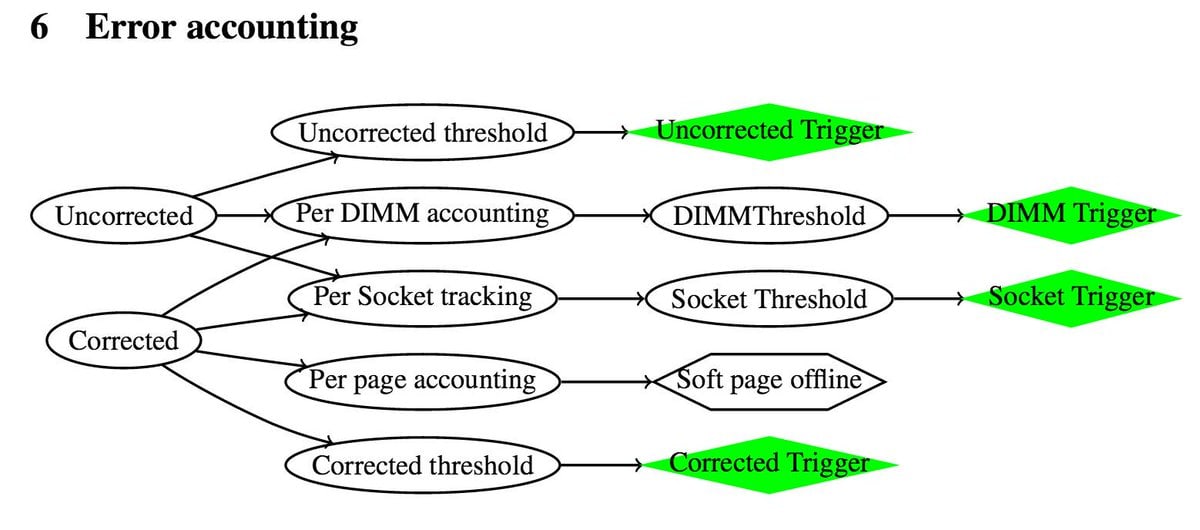 6 Error accounting
Uncorrected threshold
Uncorrected Trigger
Uncorrected
Per DIMM accounting
DIMMThreshold
DIMM Trigger
Per Socket tracking
Socket Threshold
Socket Trigger
Corrected
Per page accounting
Soft page offline
Corrected threshold
Corrected Trigger